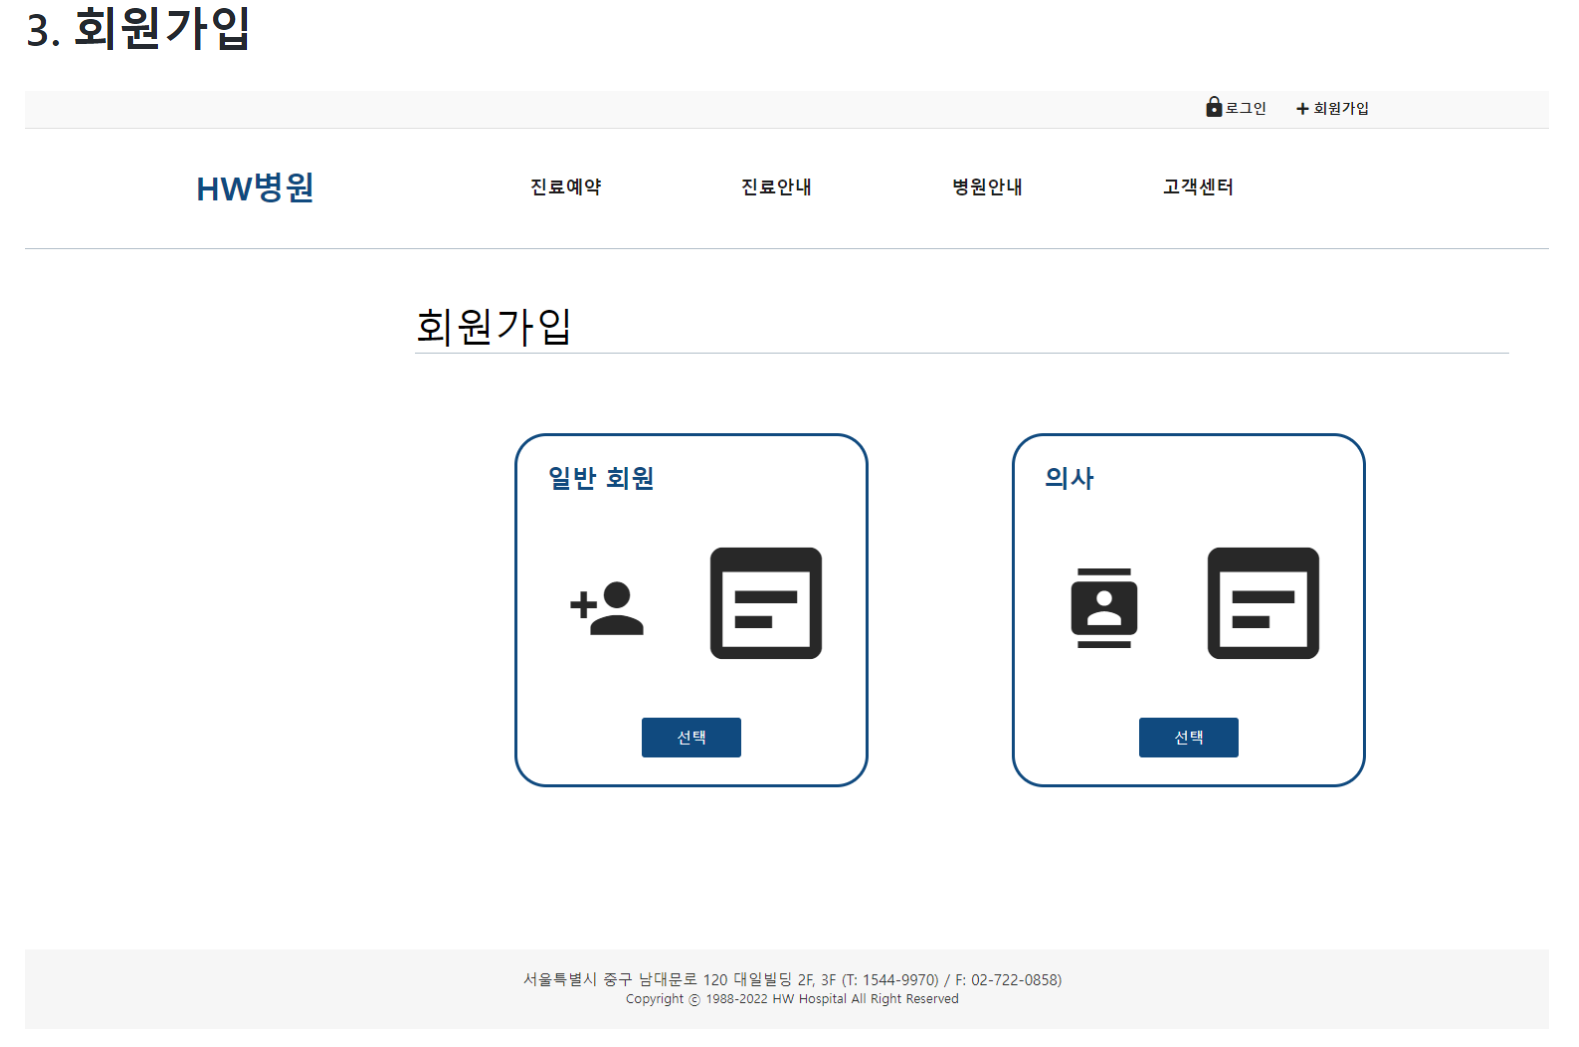 3. 회원가입
로그인 + 회원가입
HW병원 진료예약 진료안내 병원안내 고객센터
회원가입
일반 회원 의사
선택 선택
서울특별시 중구 남대문로 120 대일빌딩 2F, 3F (T: 1544-9970) / F: 02-722-0858)
Copyright ⓒ 1988-2022 HW Hospital All Right Reserved